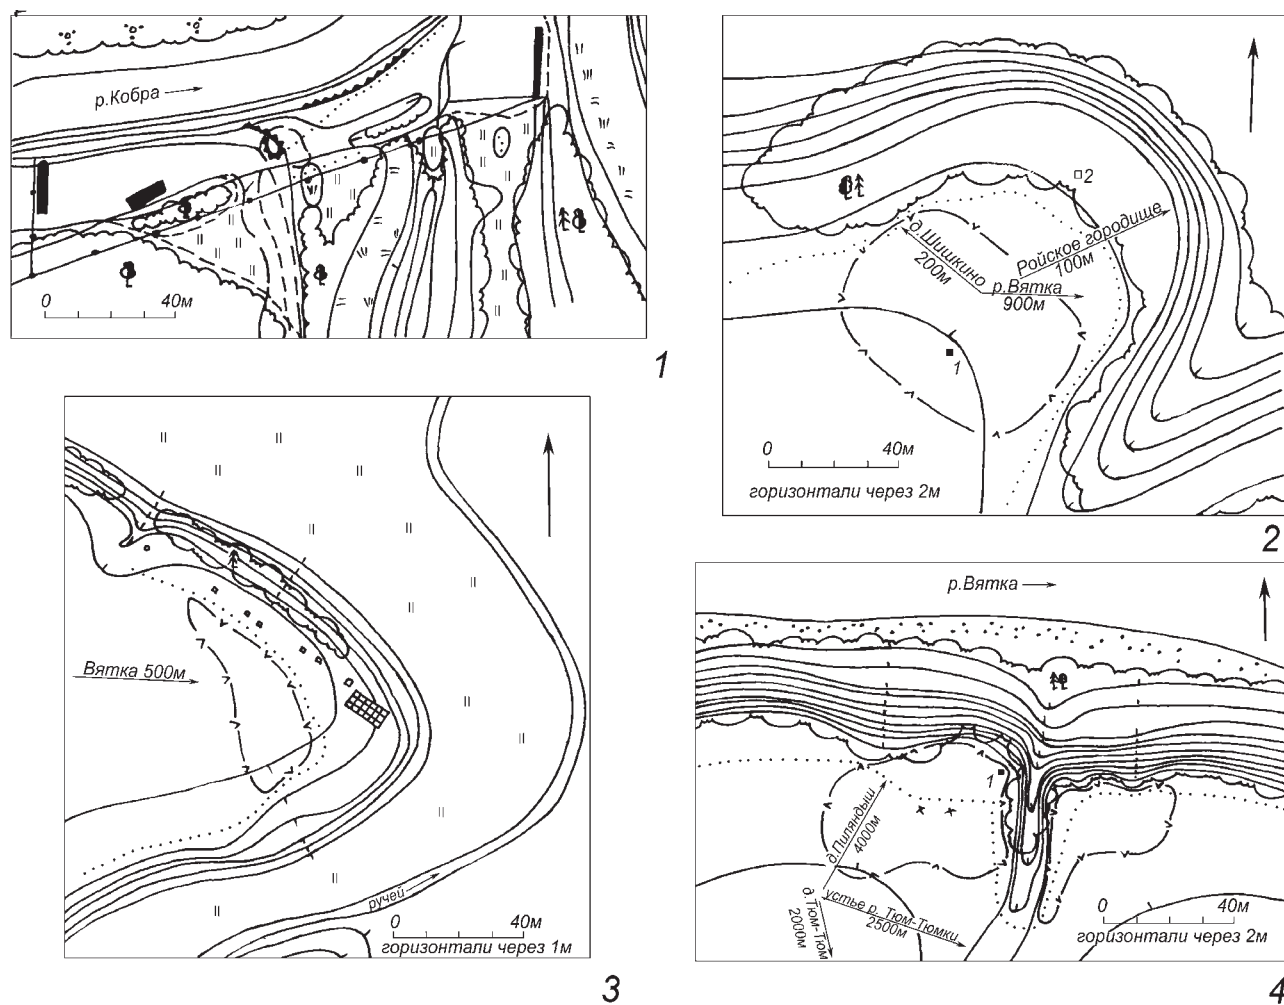 р.Кобра
0 40м
1
2
д.Шишкино
200м
Ройское городище
100м
р.Вятка
900м
1
0 40м
горизонтали через 2м
2
Вятка 500м
ручей
0 40м
горизонтали через 1м
3
р.Вятка
1
д.Пиляндыш
4000м
устье р. Тюм-Тюмки
2500м
д.Тюм-Тюм
2000м
0 40м
горизонтали через 2м
4